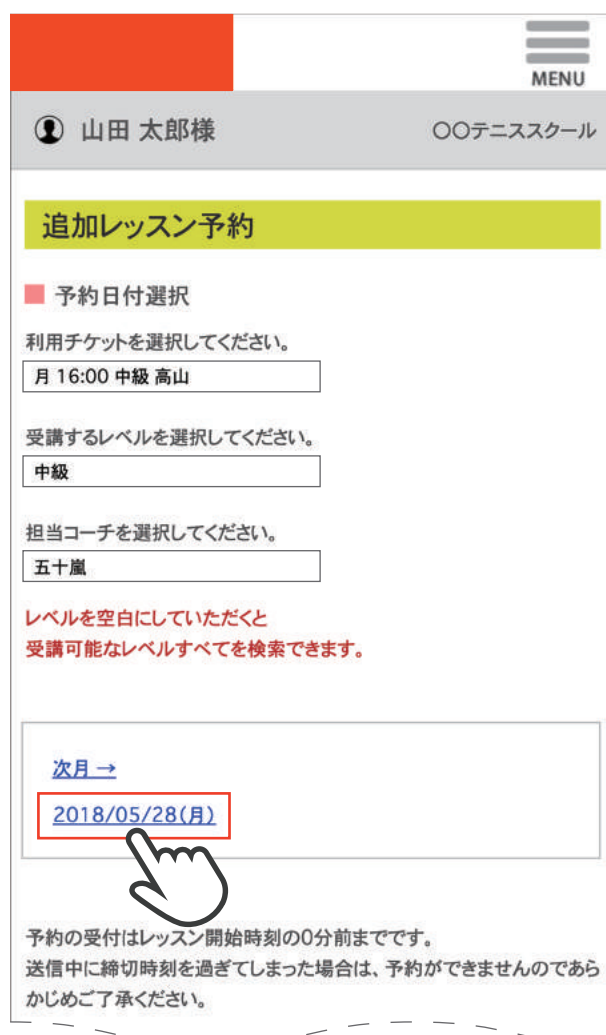 MENU
山田 太郎様
〇〇テニススクール
追加レッスン予約
予約日付選択
利用チケットを選択してください。
月 16:00 中級 高山
受講するレベルを選択してください。
中級
担当コーチを選択してください。
五十嵐
レベルを空白にしていただくと
受講可能なレベルすべてを検索できます。
次月 →
2018/05/28(月)
予約の受付はレッスン開始時刻の0分前までです。
送信中に締切時刻を過ぎてしまった場合は、予約ができませんのであら
かじめご了承ください。